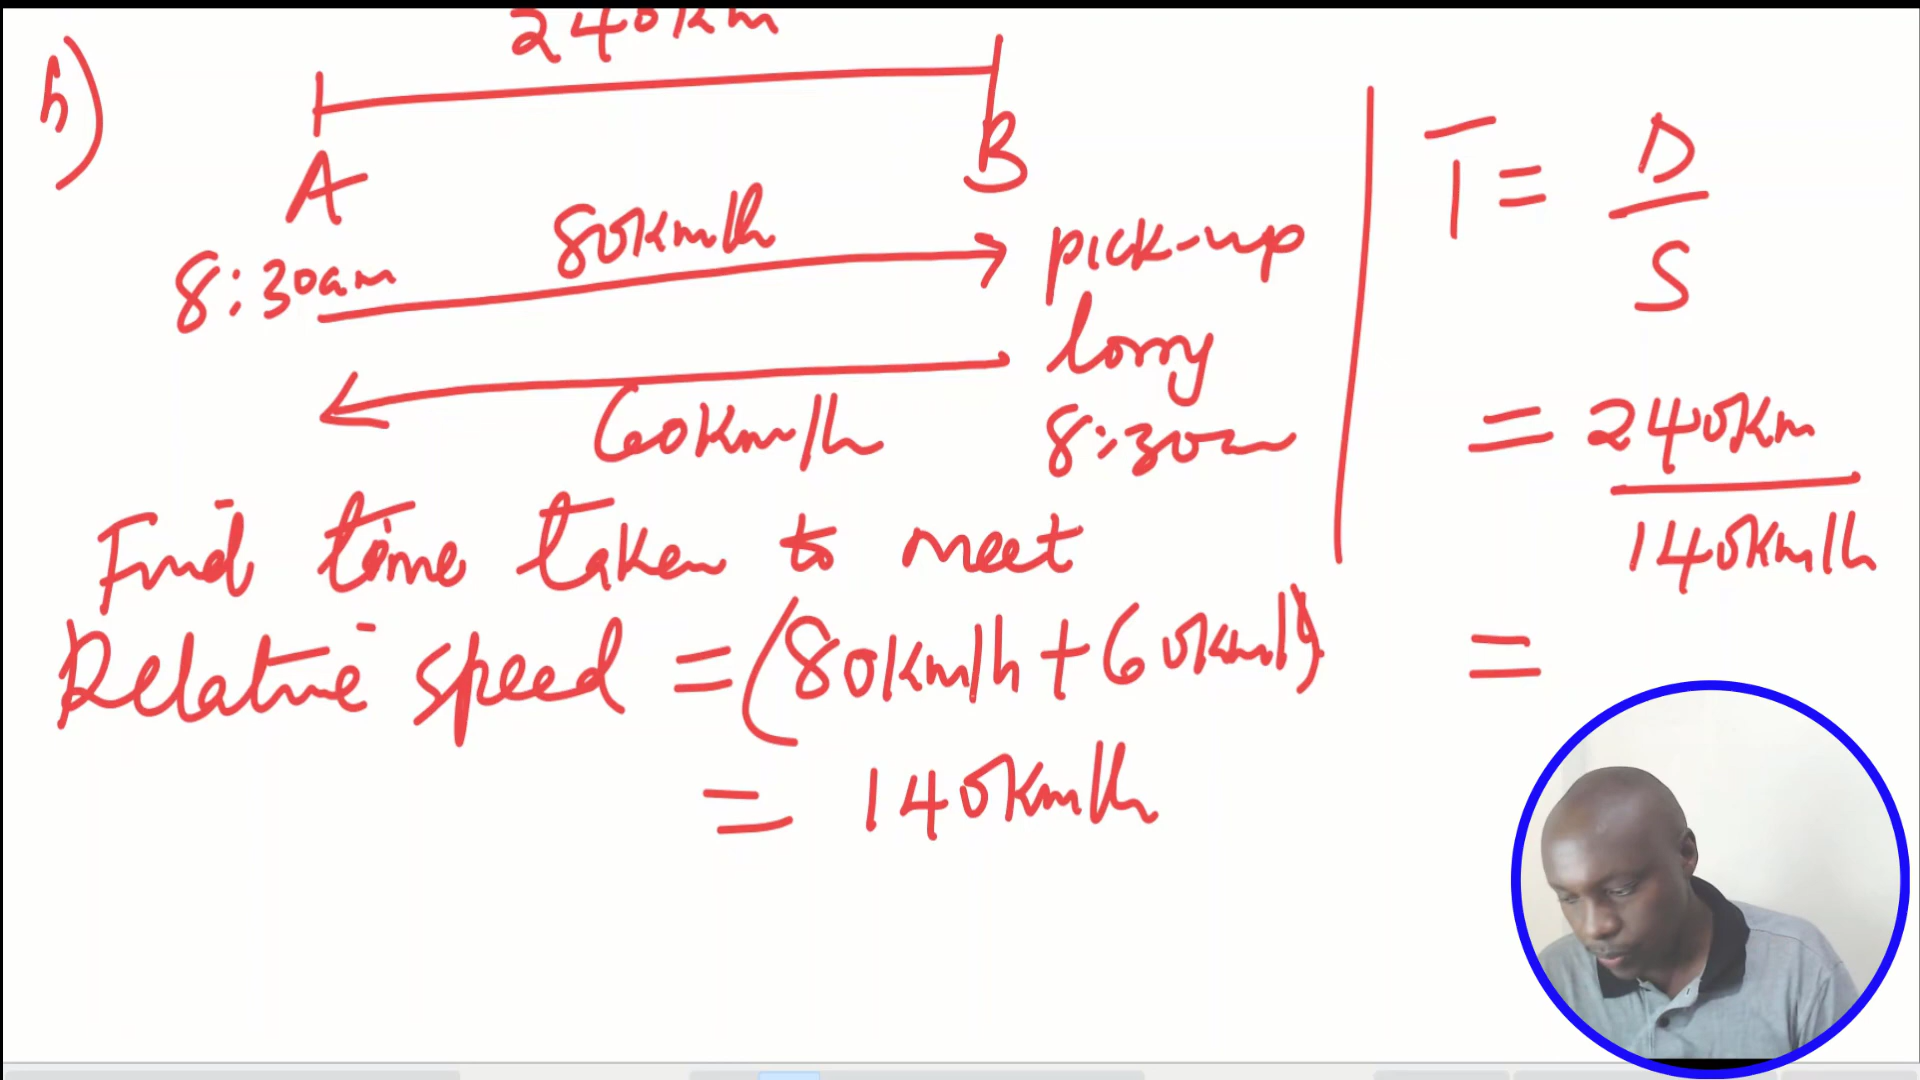 h)
240km
A
B
80km/h
8:30am
pick-up
lorry
60km/h
8:30am
Find time taken to meet
Relative speed = (80km/h + 60km/h)
= 140km/h
T = D
S
= 240km
140km/h
=